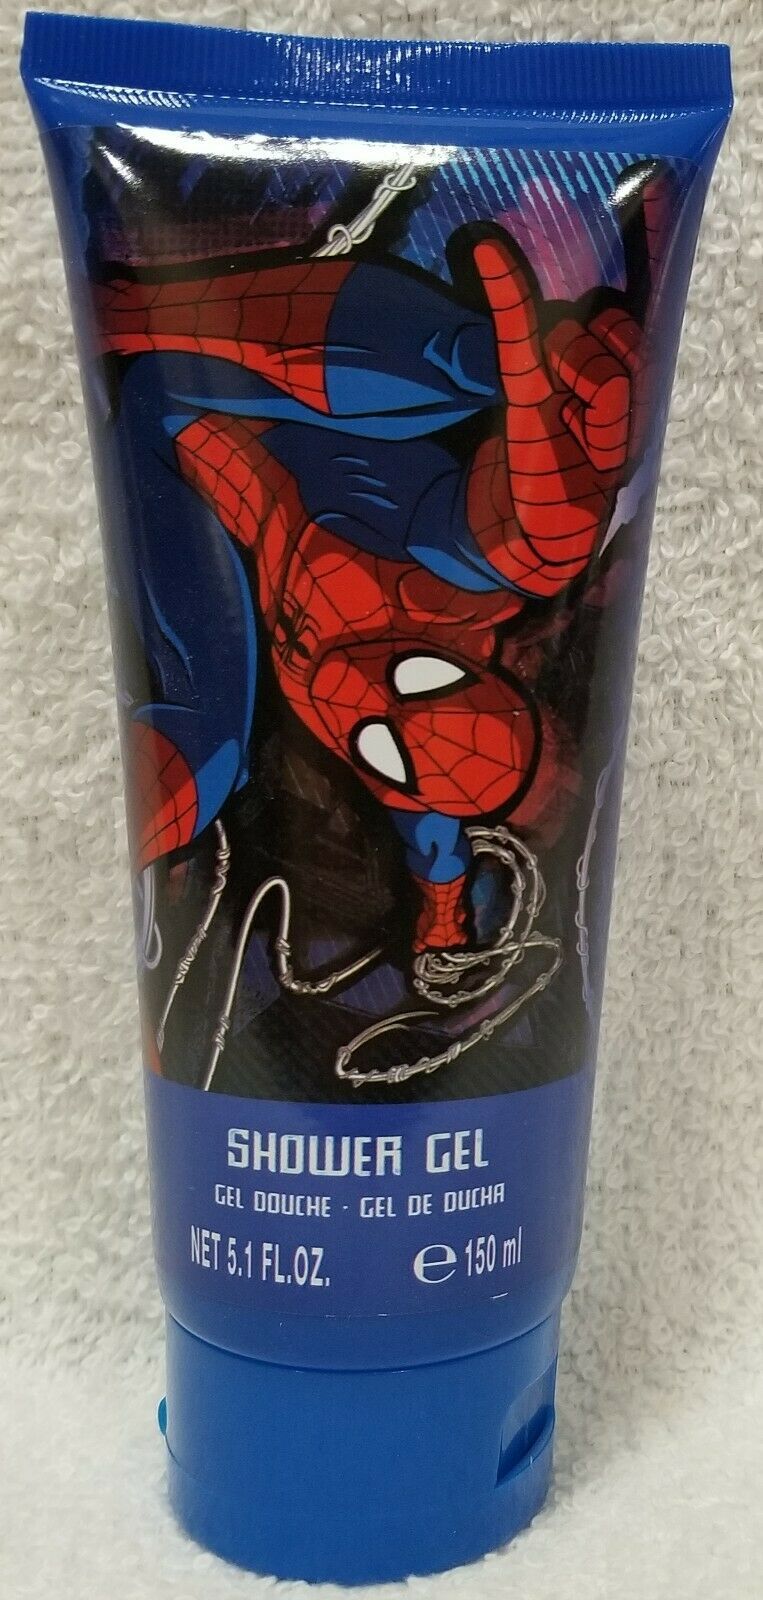 SHOWER GEL
GEL DOUCHE · GEL DE DUCHA
NET 5.1 FL.OZ. ℮ 150 ml